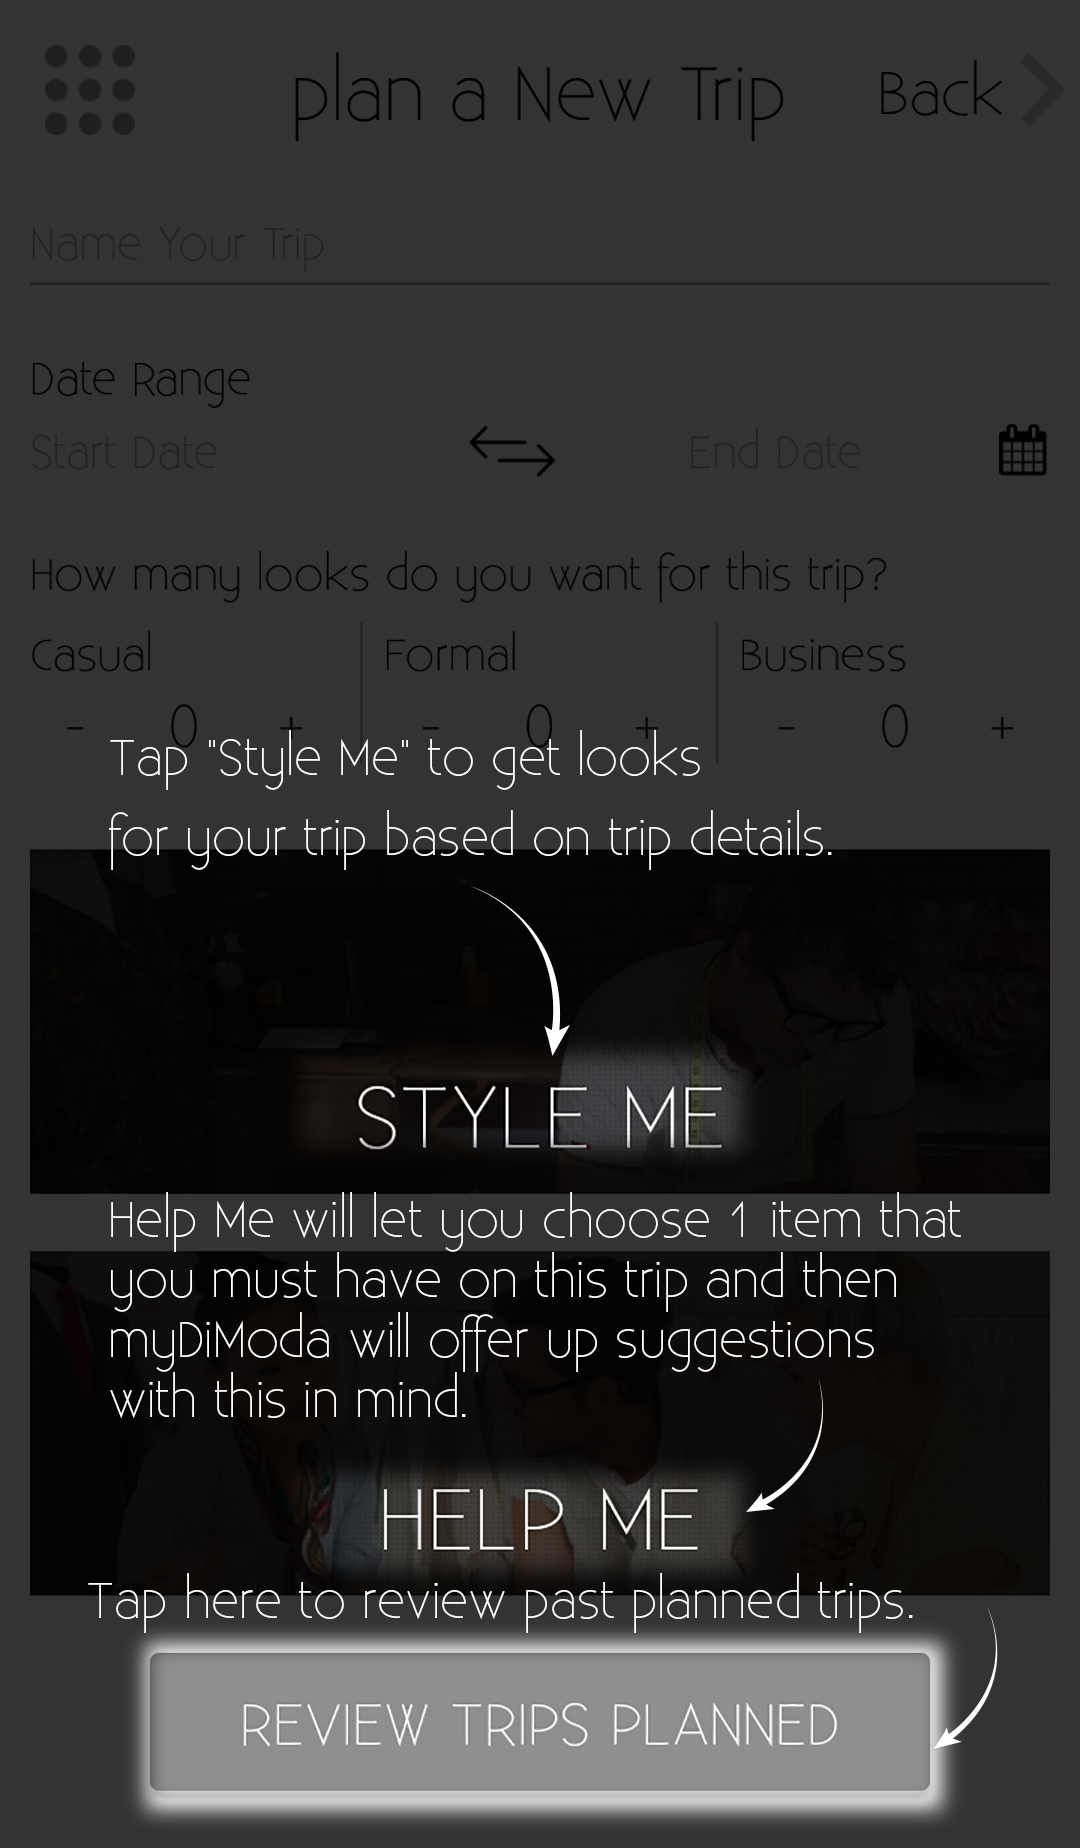 plan a New Trip
Back
Name Your Trip
Date Range
Start Date
End Date
How many looks do you want for this trip?
Casual
Formal
Business
- 0 +
- 0 +
- 0 +
Tap "Style Me" to get looks
for your trip based on trip details.
STYLE ME
Help Me will let you choose 1 item that
you must have on this trip and then
myDiModa will offer up suggestions
with this in mind.
HELP ME
Tap here to review past planned trips.
REVIEW TRIPS PLANNED